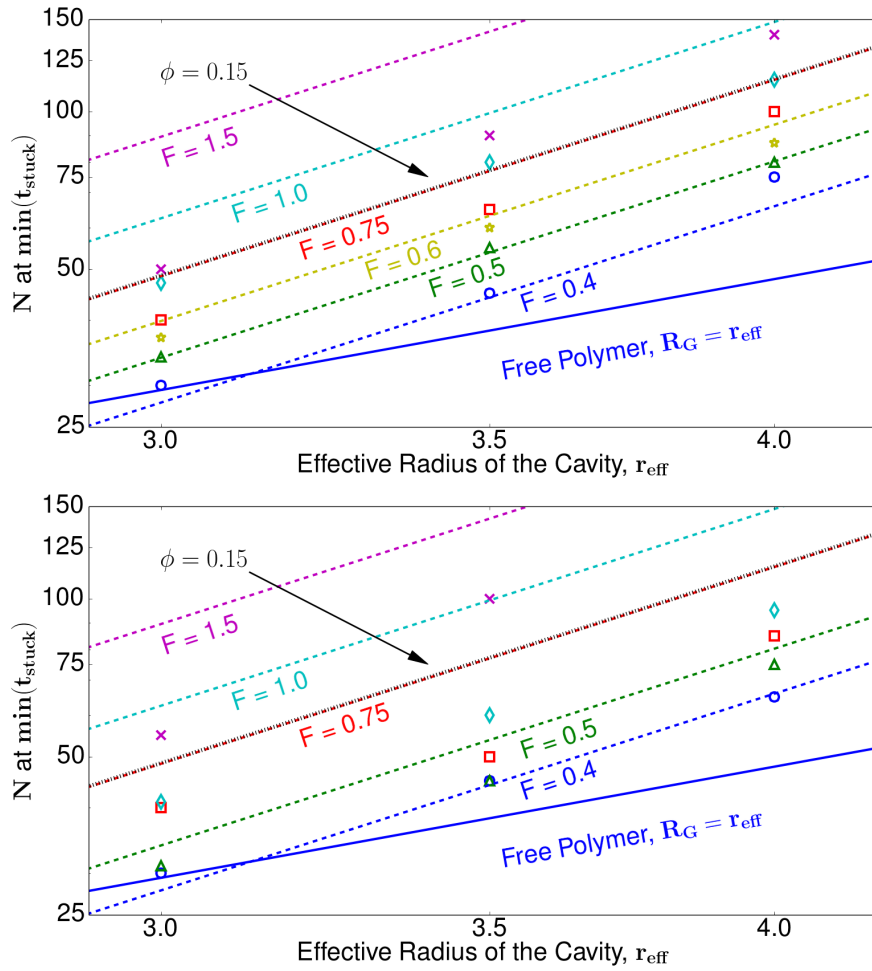 150
125
100
75
50
25
N at min(t_stuck)
ϕ = 0.15
F = 1.5
F = 1.0
F = 0.75
F = 0.6
F = 0.5
F = 0.4
Free Polymer, R_G = r_eff
3.0 3.5 4.0
Effective Radius of the Cavity, r_eff
150
125
100
75
50
25
N at min(t_stuck)
ϕ = 0.15
F = 1.5
F = 1.0
F = 0.75
F = 0.5
F = 0.4
Free Polymer, R_G = r_eff
3.0 3.5 4.0
Effective Radius of the Cavity, r_eff